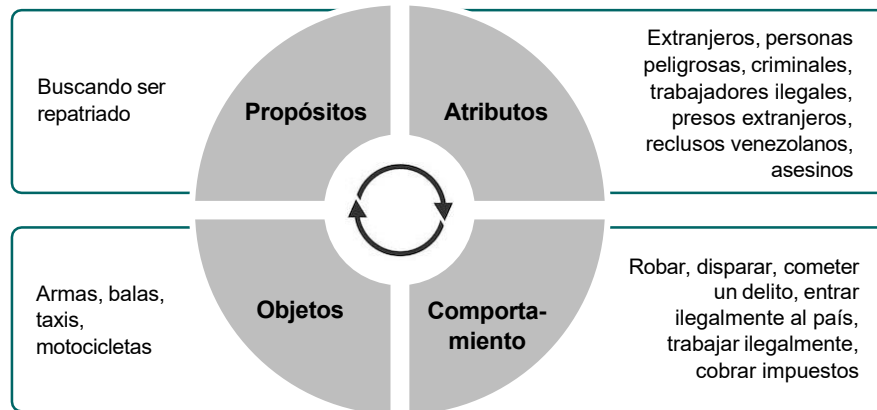 Buscando ser
repatriado
Propósitos
Atributos
Extranjeros, personas
peligrosas, criminales,
trabajadores ilegales,
presos extranjeros,
reclusos venezolanos,
asesinos
Armas, balas,
taxis,
motocicletas
Objetos
Comporta-
miento
Robar, disparar, cometer
un delito, entrar
ilegalmente al país,
trabajar ilegalmente,
cobrar impuestos